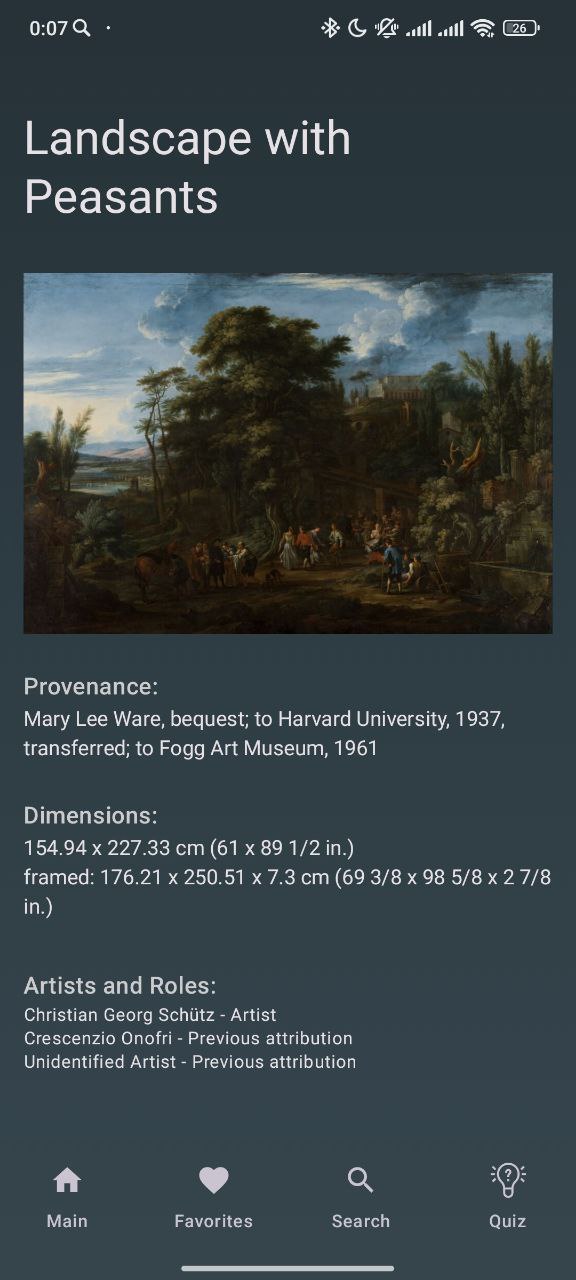 0:07
26
Landscape with
Peasants
Provenance:
Mary Lee Ware, bequest; to Harvard University, 1937,
transferred; to Fogg Art Museum, 1961
Dimensions:
154.94 x 227.33 cm (61 x 89 1/2 in.)
framed: 176.21 x 250.51 x 7.3 cm (69 3/8 x 98 5/8 x 2 7/8
in.)
Artists and Roles:
Christian Georg Schütz - Artist
Crescenzio Onofri - Previous attribution
Unidentified Artist - Previous attribution
Main Favorites Search Quiz